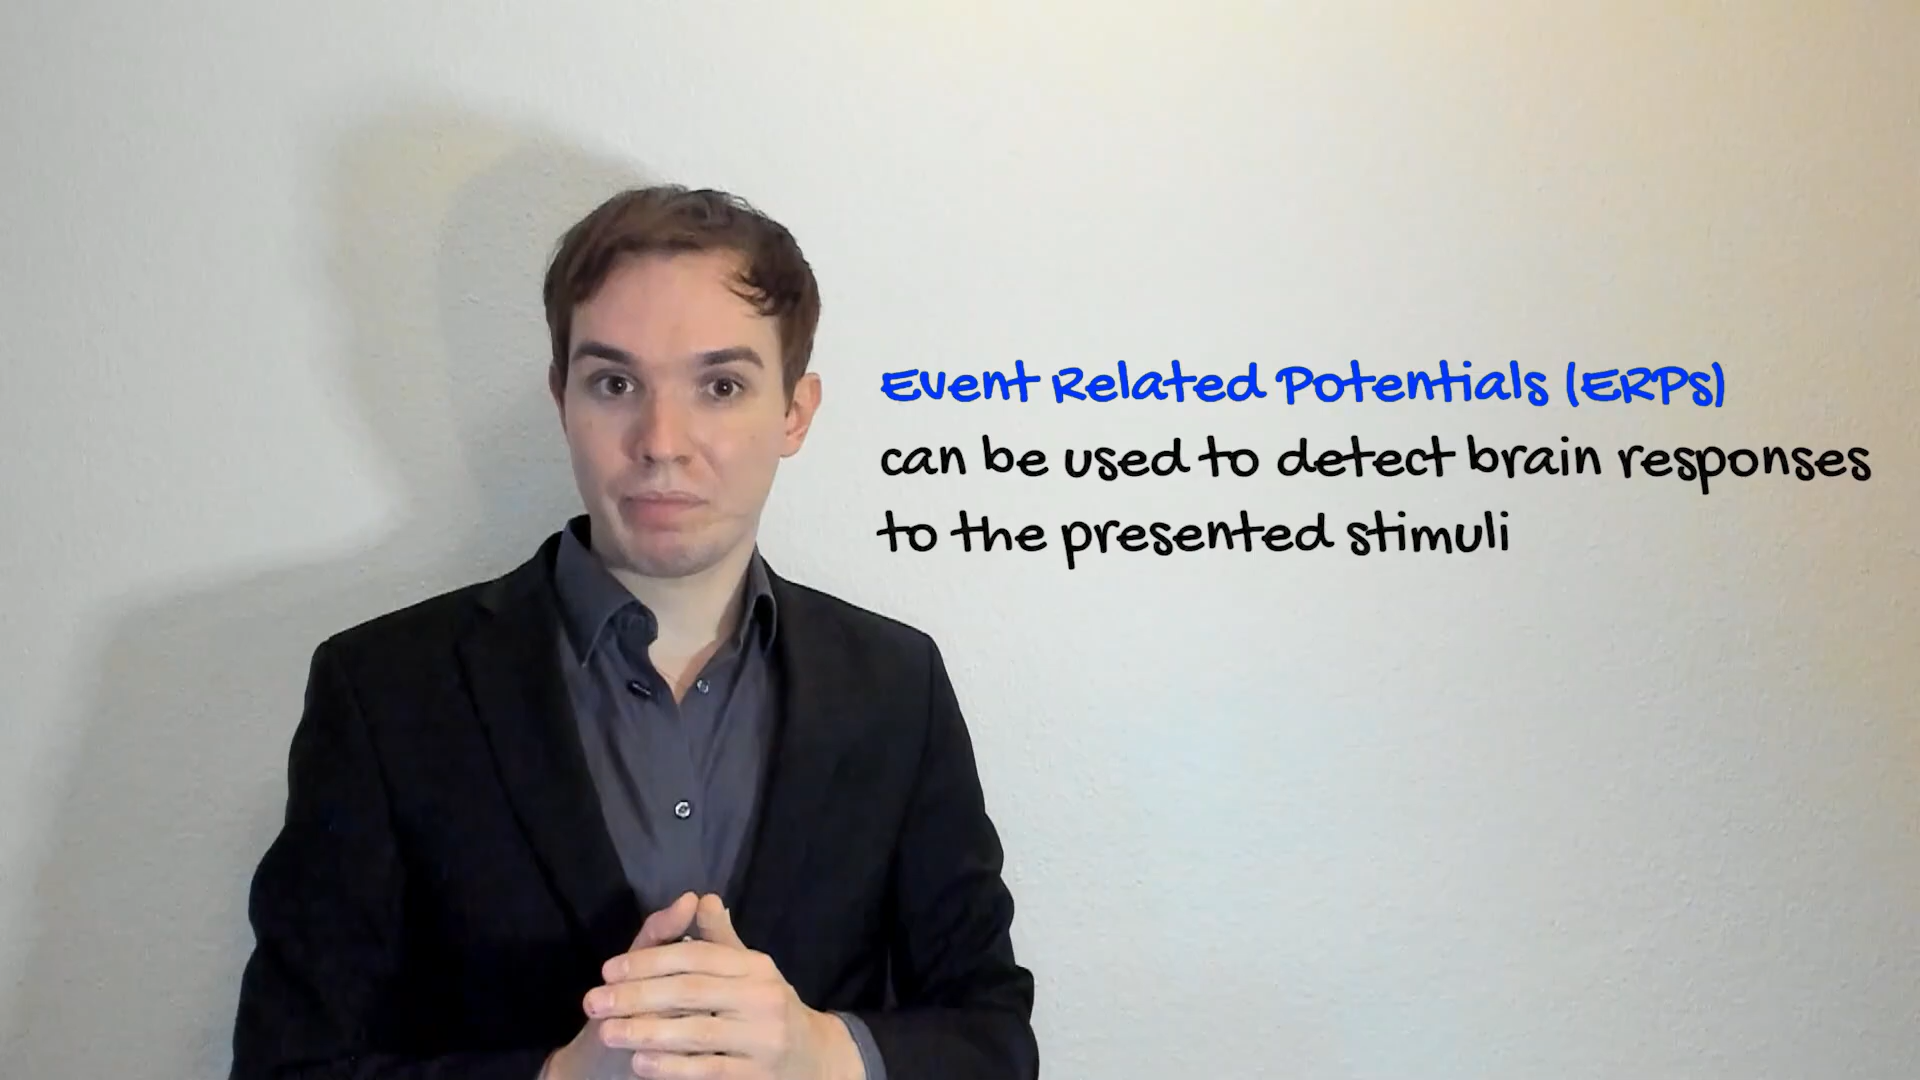 Event Related Potentials (ERPs)
can be used to detect brain responses
to the presented stimuli